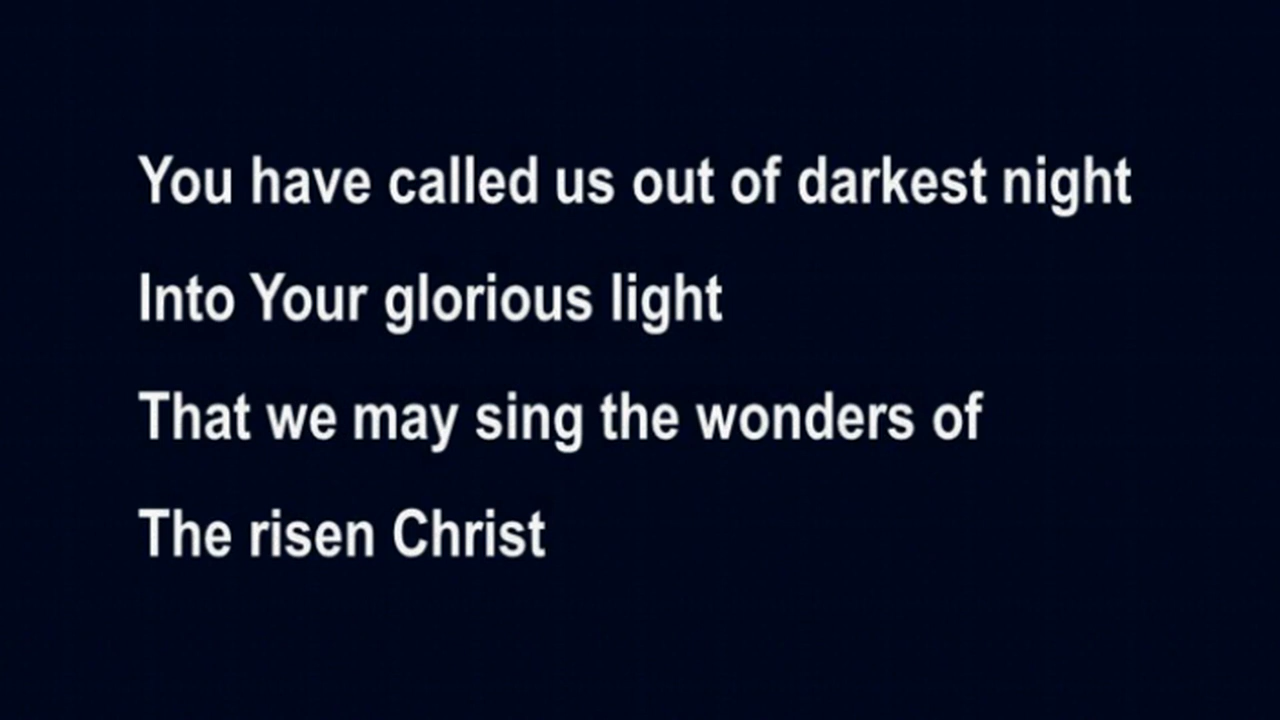 You have called us out of darkest night
Into Your glorious light
That we may sing the wonders of
The risen Christ